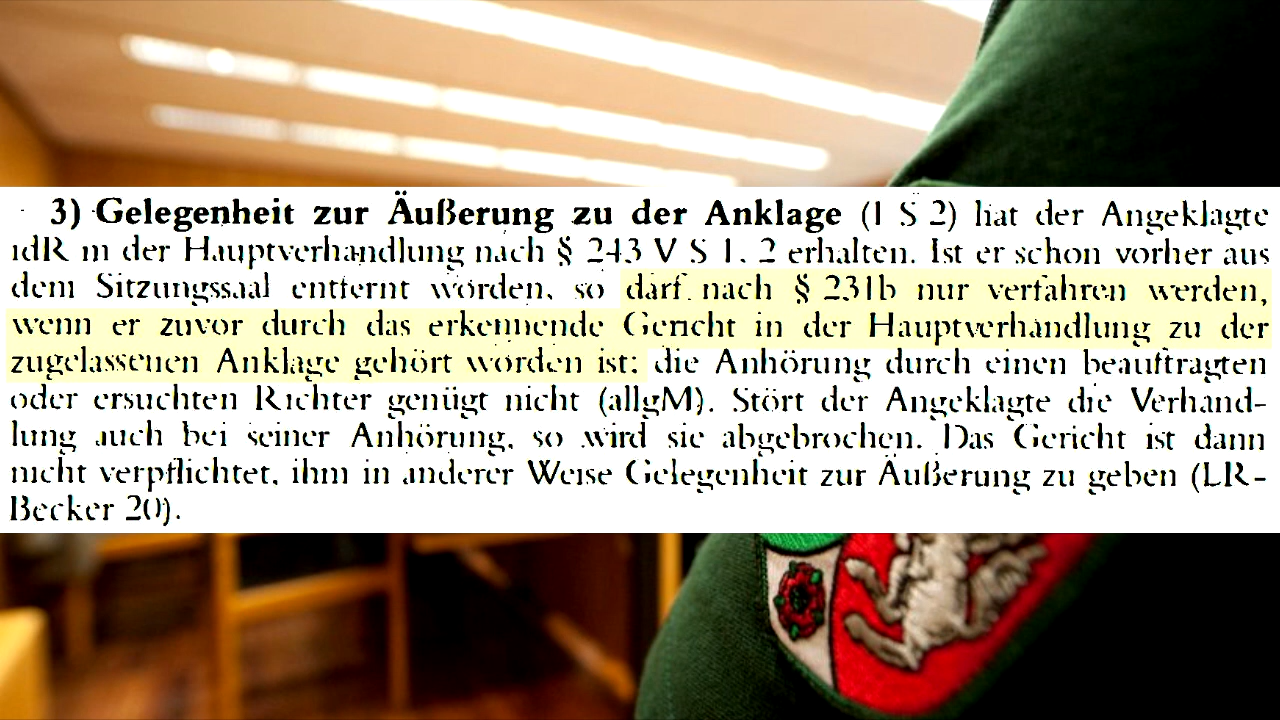 3) Gelegenheit zur Äußerung zu der Anklage (I S 2) hat der Angeklagte
idR in der Hauptverhandlung nach § 243 V S 1, 2 erhalten. Ist er schon vorher aus
dem Sitzungssaal entfernt worden, so darf nach § 231b nur verfahren werden,
wenn er zuvor durch das erkennende Gericht in der Hauptverhandlung zu der
zugelassenen Anklage gehört worden ist; die Anhörung durch einen beauftragten
oder ersuchten Richter genügt nicht (allgM). Stört der Angeklagte die Verhand-
lung auch bei seiner Anhörung, so wird sie abgebrochen. Das Gericht ist dann
nicht verpflichtet, ihm in anderer Weise Gelegenheit zur Äußerung zu geben (LR-
Becker 20).